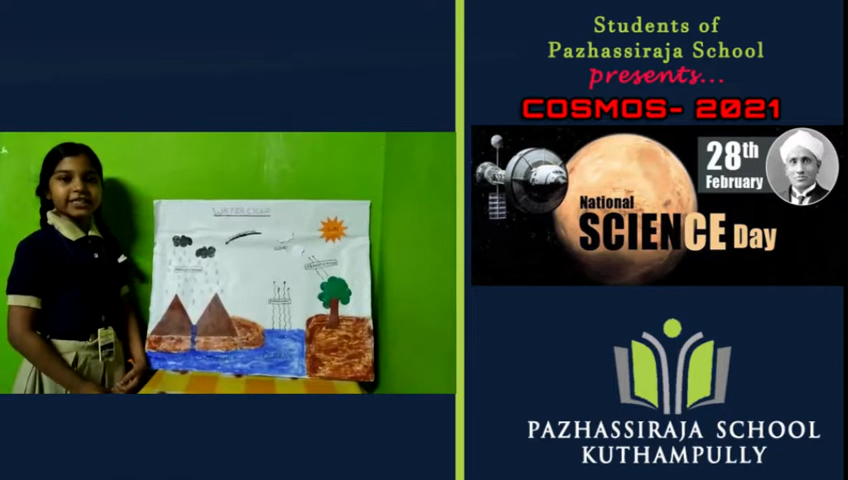 Students of
Pazhassiraja School
presents...
COSMOS- 2021
28th
February
National
SCIENCE Day
PAZHASSIRAJA SCHOOL
KUTHAMPULLY